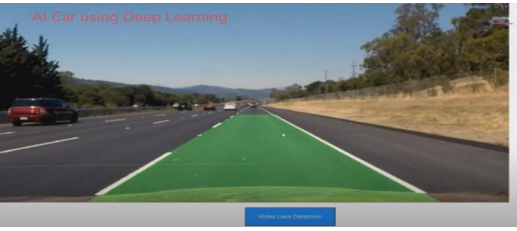 AI Car using Deep Learning
Video Lane Detection